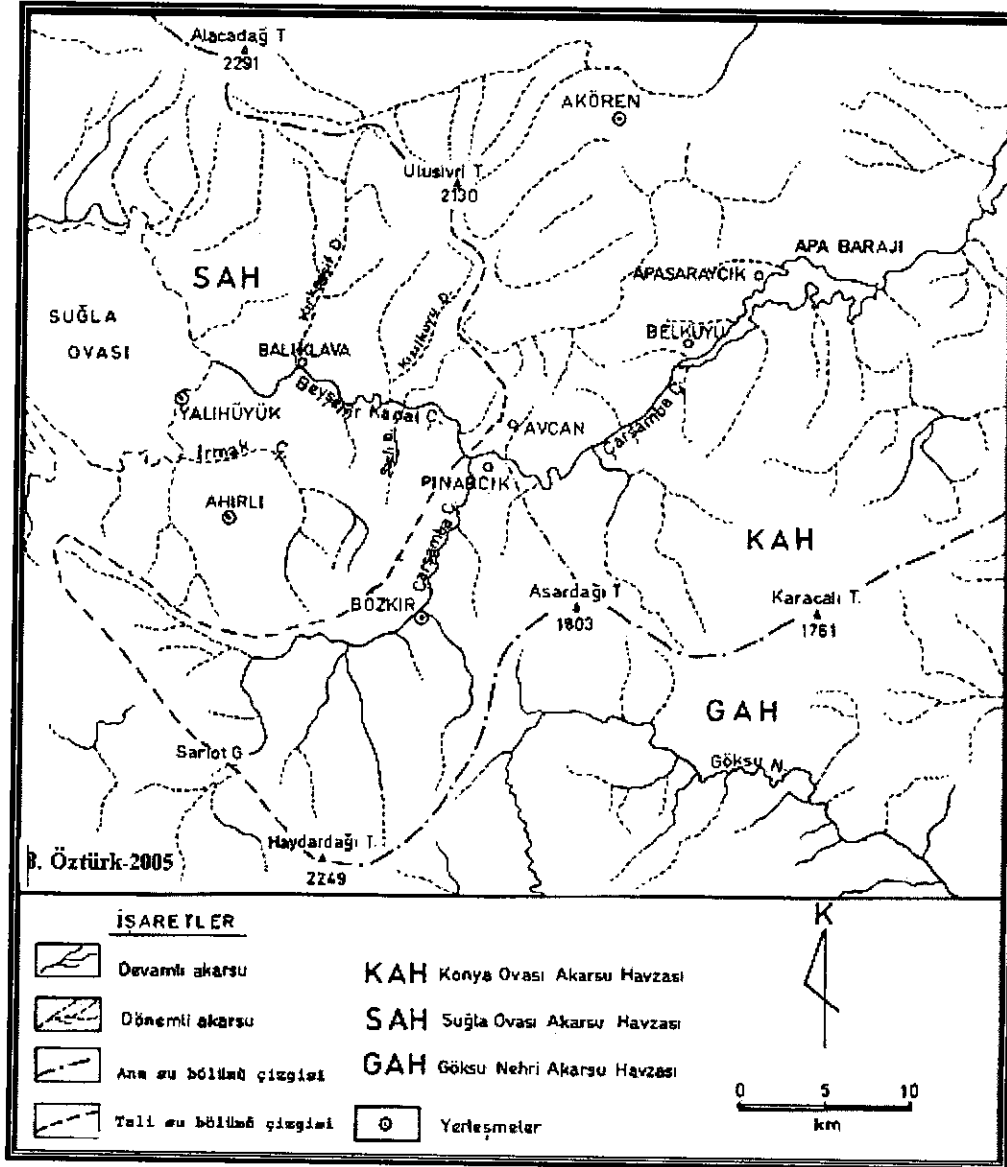 Alacadağ T
2291
AKÖREN
Ulusivri T.
2130
SAH
APA BARAJI
APASARAYCIK
SUĞLA
OVASI
Kızılkuyu D.
BELKUYU
BALIKLAVA
Beyşehir Kanal Ç.
YALIHÜYÜK
AVCAN
Çarşamba Ç.
Irmak Ç.
PINARCIK
AHIRLI
KAH
Çarşamba Ç.
BOZKIR
Asardağı T
1803
Karacalı T.
1761
GAH
Sarlot G
Göksu N.
Haydardağı T.
2249
Öztürk-2005
İŞARETLER
Devamlı akarsu
Dönemli akarsu
Ana su bölümü çizgisi
Tali su bölümü çizgisi
KAH Konya Ovası Akarsu Havzası
SAH Suğla Ovası Akarsu Havzası
GAH Göksu Nehri Akarsu Havzası
Yerleşmeler
K
0 5 10
km